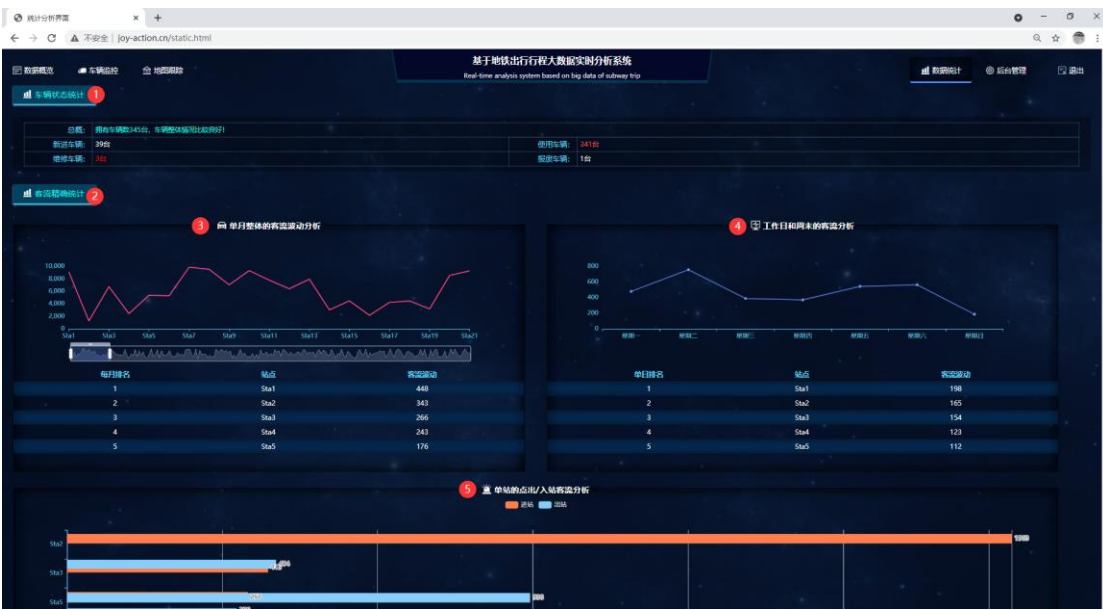 统计分析界面
不安全 | joy-action.cn/static.html
数据概览 车辆监控 地图跟踪
基于地铁出行行程大数据实时分析系统
Real-time analysis system based on big data of subway trip
数据统计 后台管理 退出
车辆状态统计 1
总概： 拥有车辆数345台，车辆整体情况比较良好！
新进车辆： 39台 使用车辆： 341台
维修车辆： 3台 报废车辆： 1台
客流精确统计 2
3 单月整体的客流波动分析
10,000
8,000
6,000
4,000
2,000
0
Sta1 Sta3 Sta5 Sta7 Sta9 Sta11 Sta13 Sta15 Sta17 Sta19 Sta21
每月排名 站点 客流波动
1 Sta1 448
2 Sta2 343
3 Sta3 266
4 Sta4 243
5 Sta5 176
4 工作日和周末的客流分析
800
600
400
200
0
星期一 星期二 星期三 星期四 星期五 星期六 星期日
单日排名 站点 客流波动
1 Sta1 198
2 Sta2 165
3 Sta3 154
4 Sta4 123
5 Sta5 112
5 单站的点出/入站客流分析
进站 出站
Sta2
Sta3
Sta5